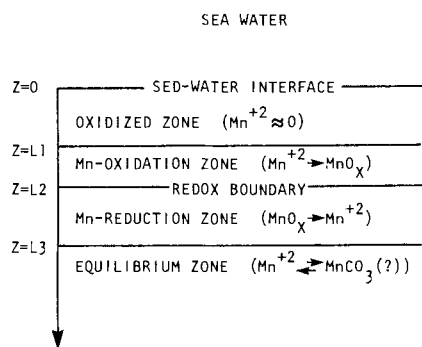 SEA WATER
Z=0 SED-WATER INTERFACE
OXIDIZED ZONE (Mn+2≈0)
Z=L1
Mn-OXIDATION ZONE (Mn+2→MnOX)
Z=L2 REDOX BOUNDARY
Mn-REDUCTION ZONE (MnOX→Mn+2)
Z=L3
EQUILIBRIUM ZONE (Mn+2⇄MnCO3(?))